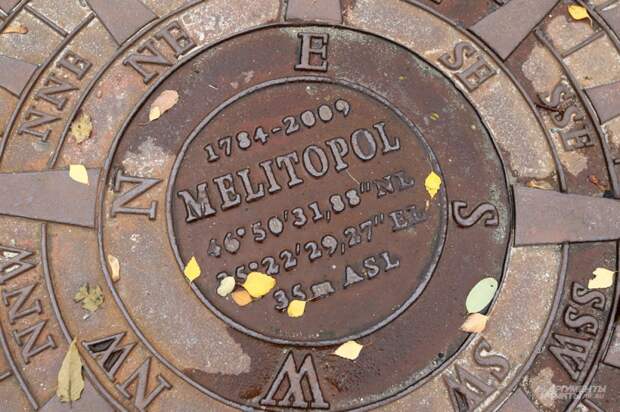 NNE
NE
E
SE
SSE
1784-2009
MELITOPOL
46°50'31,88"NL
35°22'29,27" EL
35m ASL
N
S
NNW
NW
W
SW
SSW
АРГУМЕНТЫ